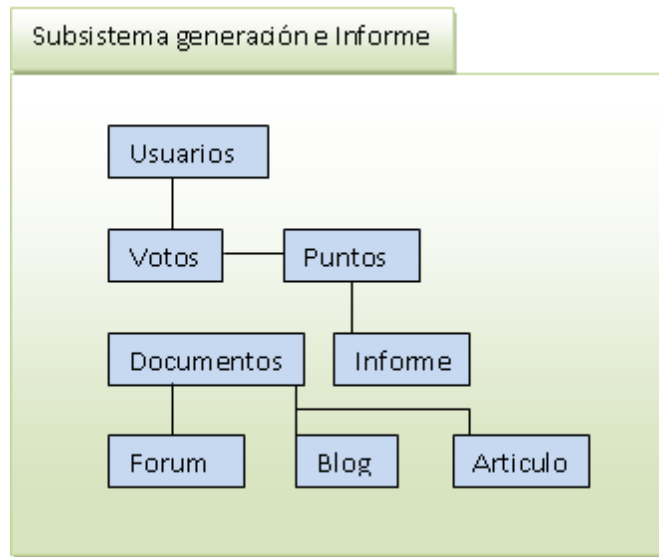 Subsistema generación e Informe
Usuarios
Votos
Puntos
Documentos
Informe
Forum
Blog
Articulo